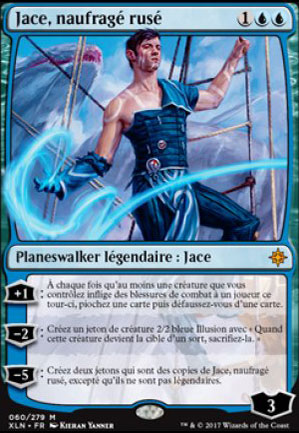 Jace, naufragé rusé 1
Planeswalker légendaire : Jace
+1 À chaque fois qu'au moins une créature que vous
contrôlez inflige des blessures de combat à un joueur ce
tour-ci, piochez une carte puis défaussez-vous d'une carte.
-2 Créez un jeton de créature 2/2 bleue Illusion avec « Quand
cette créature devient la cible d'un sort, sacrifiez-la. »
-5 Créez deux jetons qui sont des copies de Jace, naufragé
rusé, excepté qu'ils ne sont pas légendaires.
3
060/279 M
XLN • FR KIERAN YANNER
™ & © 2017 Wizards of the Coast